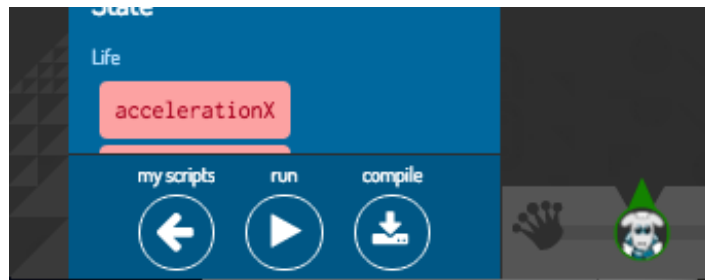 State
Life
accelerationX
my scripts run compile